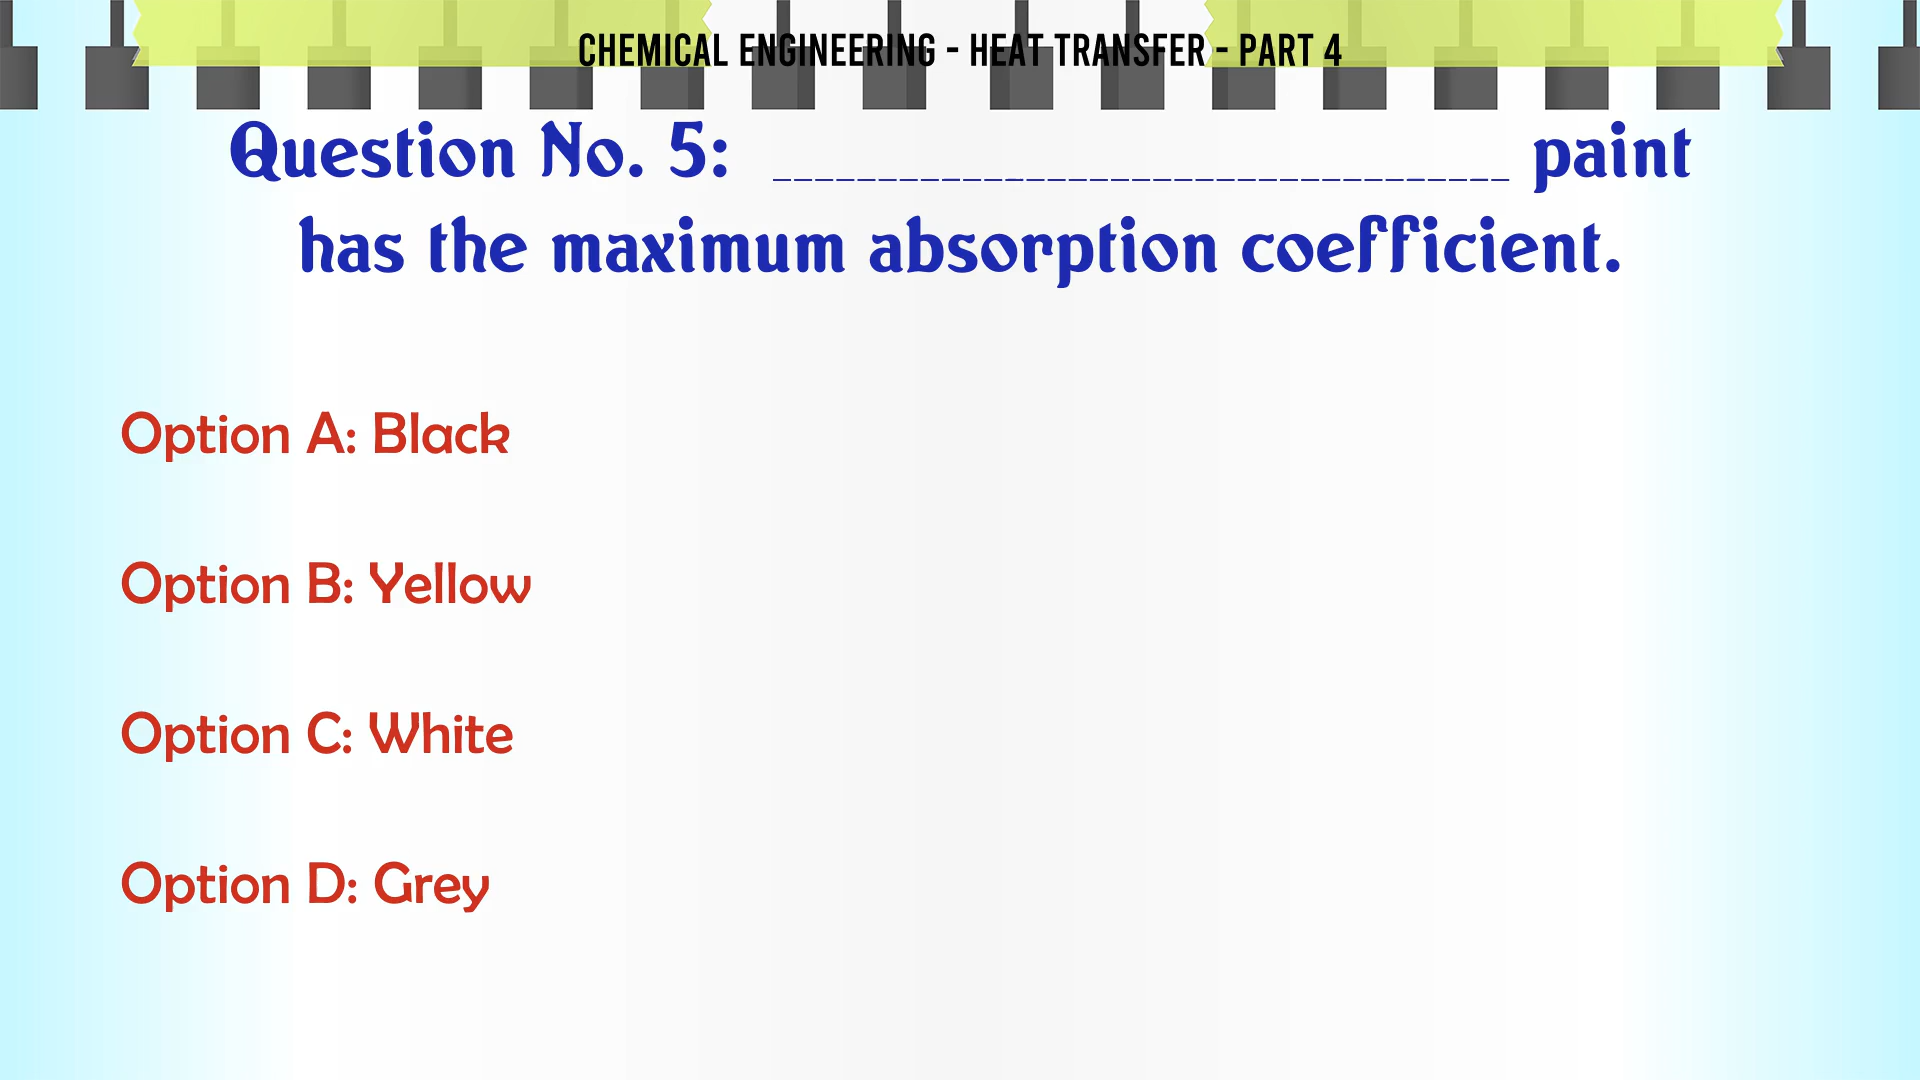 CHEMICAL ENGINEERING - HEAT TRANSFER - PART 4
Question No. 5: ___________________________________ paint
has the maximum absorption coefficient.
Option A: Black
Option B: Yellow
Option C: White
Option D: Grey